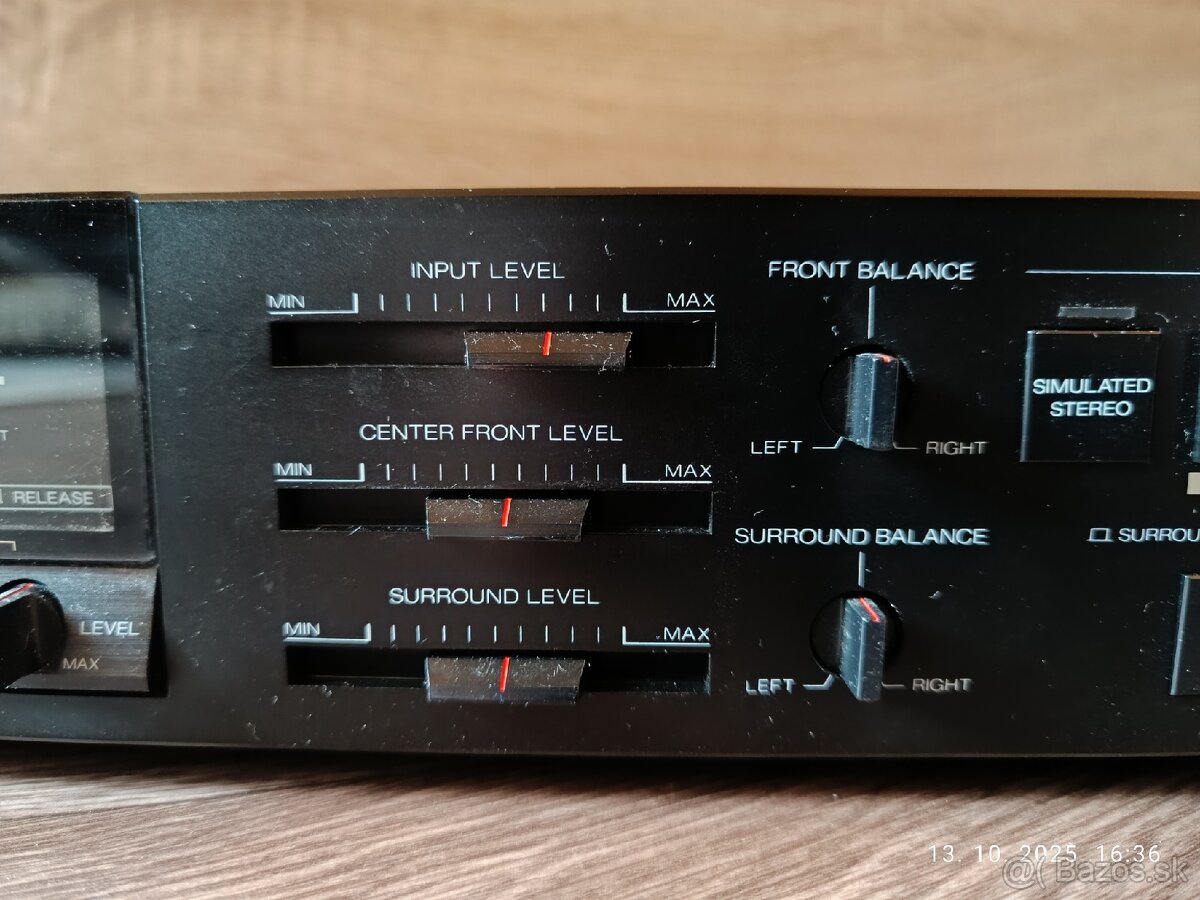 INPUT LEVEL
MIN MAX
CENTER FRONT LEVEL
MIN MAX
SURROUND LEVEL
MIN MAX
FRONT BALANCE
LEFT RIGHT
SURROUND BALANCE
LEFT RIGHT
SIMULATED
STEREO
SURROU
RELEASE
LEVEL
MAX
13. 10. 2025 16:36
@( Bazos.sk